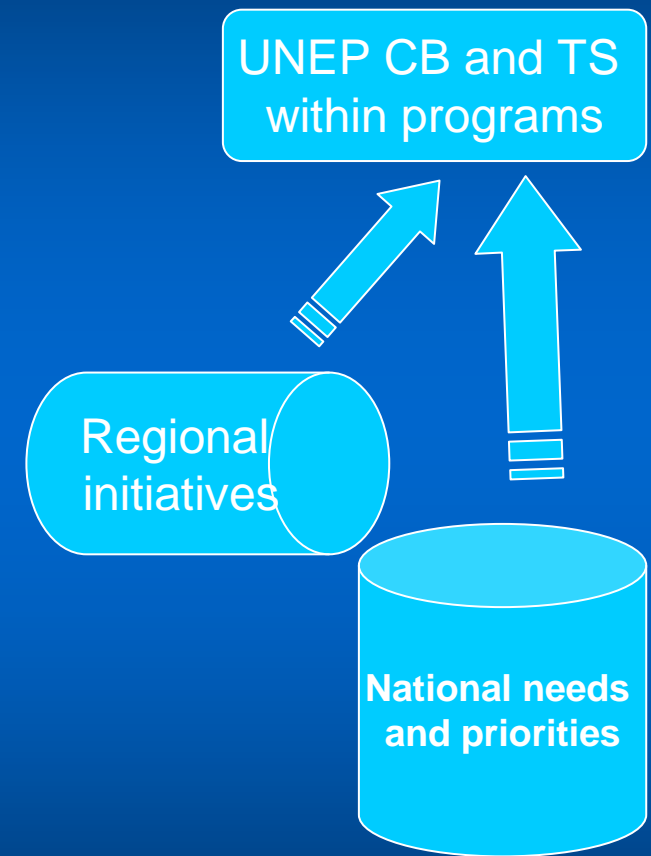 UNEP CB and TS
within programs
Regional
initiatives
National needs
and priorities